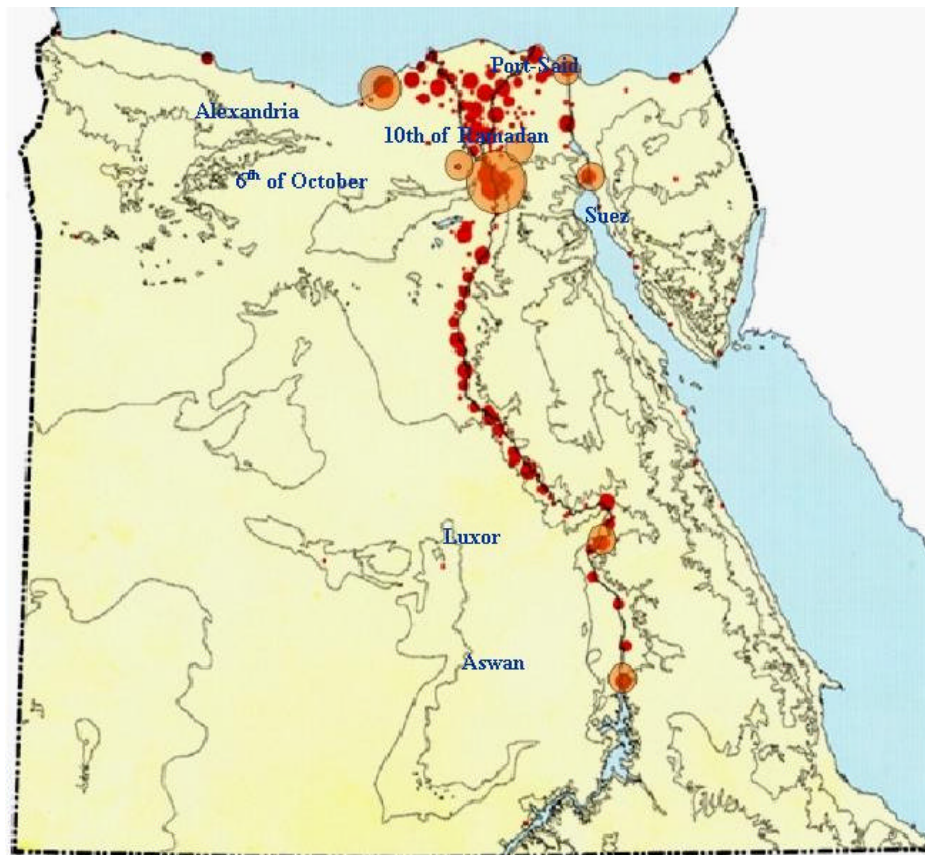 Port-Said
Alexandria
10th of Ramadan
6th of October
Suez
Luxor
Aswan